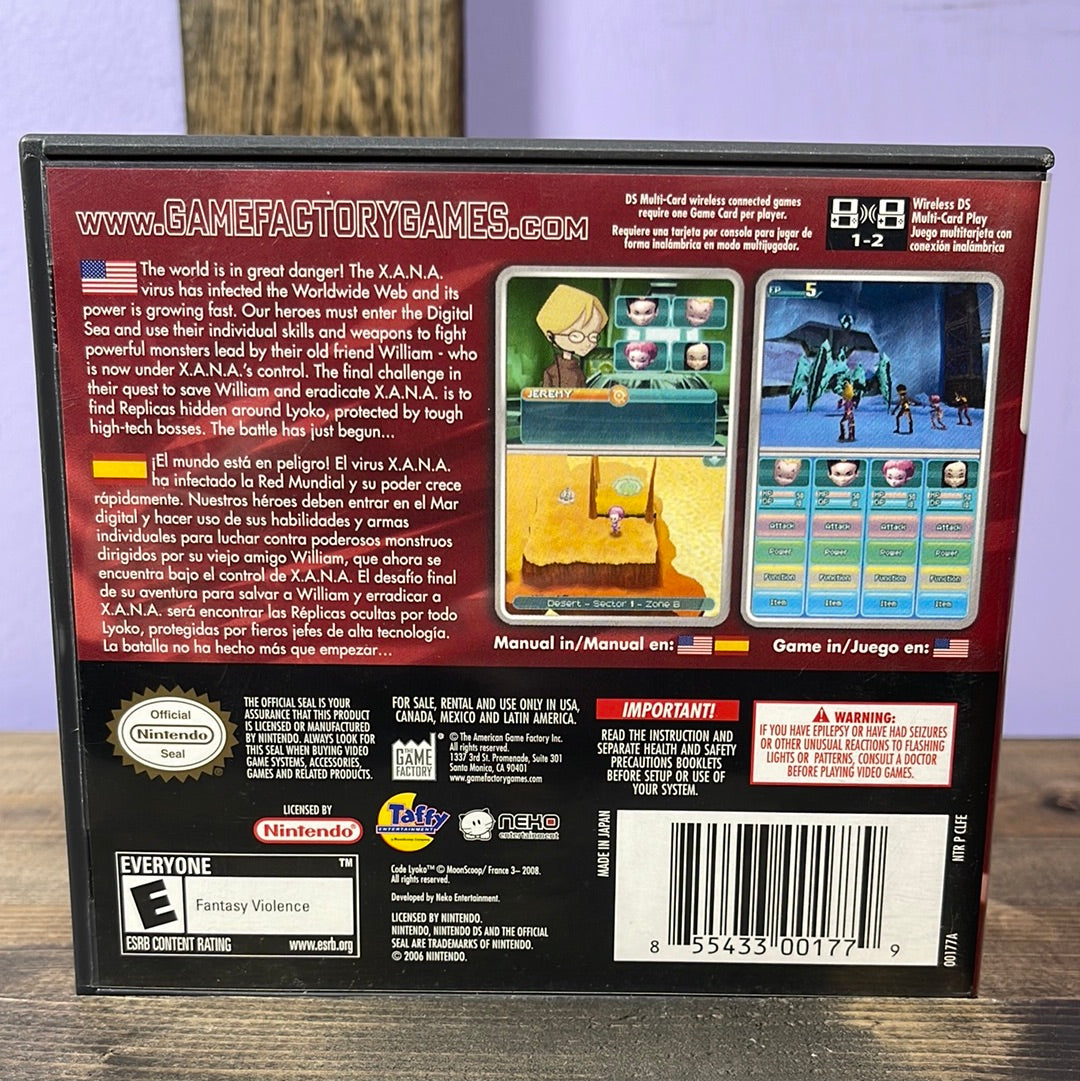 www.GAMEFACTORYGAMES.com
DS Multi-Card wireless connected games
require one Game Card per player.
Requiere una tarjeta por consola para jugar de
forma inalámbrica en modo multijugador.
1-2
Wireless DS
Multi-Card Play
Juego multitarjeta con
conexión inalámbrica
The world is in great danger! The X.A.N.A.
virus has infected the Worldwide Web and its
power is growing fast. Our heroes must enter the Digital
Sea and use their individual skills and weapons to fight
powerful monsters lead by their old friend William - who
is now under X.A.N.A.'s control. The final challenge in
their quest to save William and eradicate X.A.N.A. is to
find Replicas hidden around Lyoko, protected by tough
high-tech bosses. The battle has just begun...
¡El mundo está en peligro! El virus X.A.N.A.
ha infectado la Red Mundial y su poder crece
rápidamente. Nuestros héroes deben entrar en el Mar
digital y hacer uso de sus habilidades y armas
individuales para luchar contra poderosos monstruos
dirigidos por su viejo amigo William, que ahora se
encuentra bajo el control de X.A.N.A. El desafío final
de su aventura para salvar a William y erradicar a
X.A.N.A. será encontrar las Réplicas ocultas por todo
Lyoko, protegidas por fieros jefes de alta tecnología.
La batalla no ha hecho más que empezar...
JEREMY
Desert - Sector 1 - Zone B
EP 5
Attack Attack Attack Attack
Power Power Power Power
Function Function Function Function
Item Item Item Item
Manual in/Manual en:
Game in/Juego en:
Official
Nintendo
Seal
THE OFFICIAL SEAL IS YOUR
ASSURANCE THAT THIS PRODUCT
IS LICENSED OR MANUFACTURED
BY NINTENDO. ALWAYS LOOK FOR
THIS SEAL WHEN BUYING VIDEO
GAME SYSTEMS, ACCESSORIES,
GAMES AND RELATED PRODUCTS.
FOR SALE, RENTAL AND USE ONLY IN USA,
CANADA, MEXICO AND LATIN AMERICA.
THE
GAME
FACTORY
© The American Game Factory Inc.
All rights reserved.
1337 3rd St. Promenade, Suite 301
Santa Monica, CA 90401
www.gamefactorygames.com
IMPORTANT!
READ THE INSTRUCTION AND
SEPARATE HEALTH AND SAFETY
PRECAUTIONS BOOKLETS
BEFORE SETUP OR USE OF
YOUR SYSTEM.
WARNING:
IF YOU HAVE EPILEPSY OR HAVE HAD SEIZURES
OR OTHER UNUSUAL REACTIONS TO FLASHING
LIGHTS OR PATTERNS, CONSULT A DOCTOR
BEFORE PLAYING VIDEO GAMES.
LICENSED BY
Nintendo®
Taffy
ENTERTAINMENT
NEKO
entertainment
EVERYONE TM
E
Fantasy Violence
ESRB CONTENT RATING www.esrb.org
Code Lyoko™ © MoonScoop/ France 3– 2008.
All rights reserved.
Developed by Neko Entertainment.
LICENSED BY NINTENDO.
NINTENDO, NINTENDO DS AND THE OFFICIAL
SEAL ARE TRADEMARKS OF NINTENDO.
© 2006 NINTENDO.
MADE IN JAPAN
8 55433 00177 9
NTR P CLFE
00177A